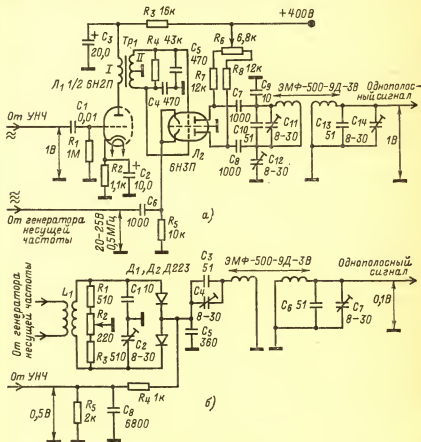 R3 16к
+400В
C3
20,0
Тр1
R4 43к
C5
470
R6
6,8к
I
II
Л1 1/2 6Н2П
C4
470
R7
12к
R8 12к
C7
1000
C9
10
ЭМФ-500-9Д-3В
Однополосный сигнал
От УНЧ
C1
0,01
1В
R1
1М
R2
1,1к
C2
10,0
Л2
6Н3П
C10
51
C11
8-30
C8
1000
C12
8-30
C13
51
C14
8-30
1В
От генератора
несущей
частоты
20-25В
0,5МГц
C6
1000
R5
10к
а)
От генератора
несущей частоты
L1
R1
510
R2
220
R3 510
C1 10
C2
8-30
Д1, Д2 Д223
C3
51
C4
8-30
C5
360
ЭМФ-500-9Д-3В
Однополосный
сигнал
C6 51
C7
8-30
0,1В
От УНЧ
0,5В
R5
2к
C8
6800
R4 1к
б)